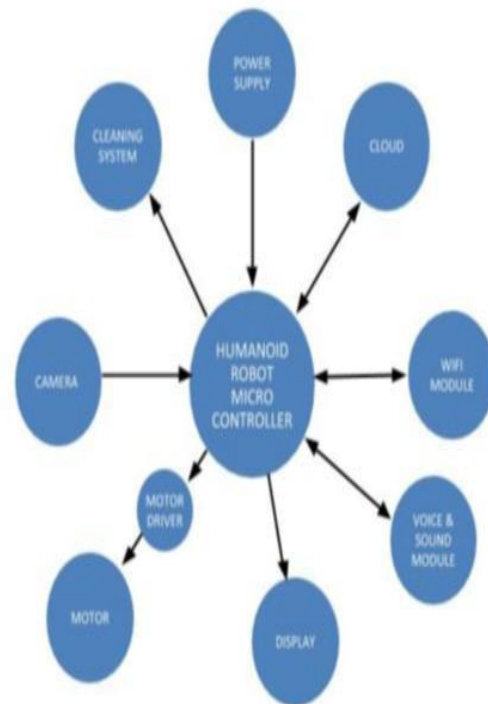 POWER
SUPPLY
CLEANING
SYSTEM
CLOUD
HUMANOID
ROBOT
MICRO
CONTROLLER
CAMERA
WIFI
MODULE
MOTOR
DRIVER
VOICE &
SOUND
MODULE
MOTOR
DISPLAY